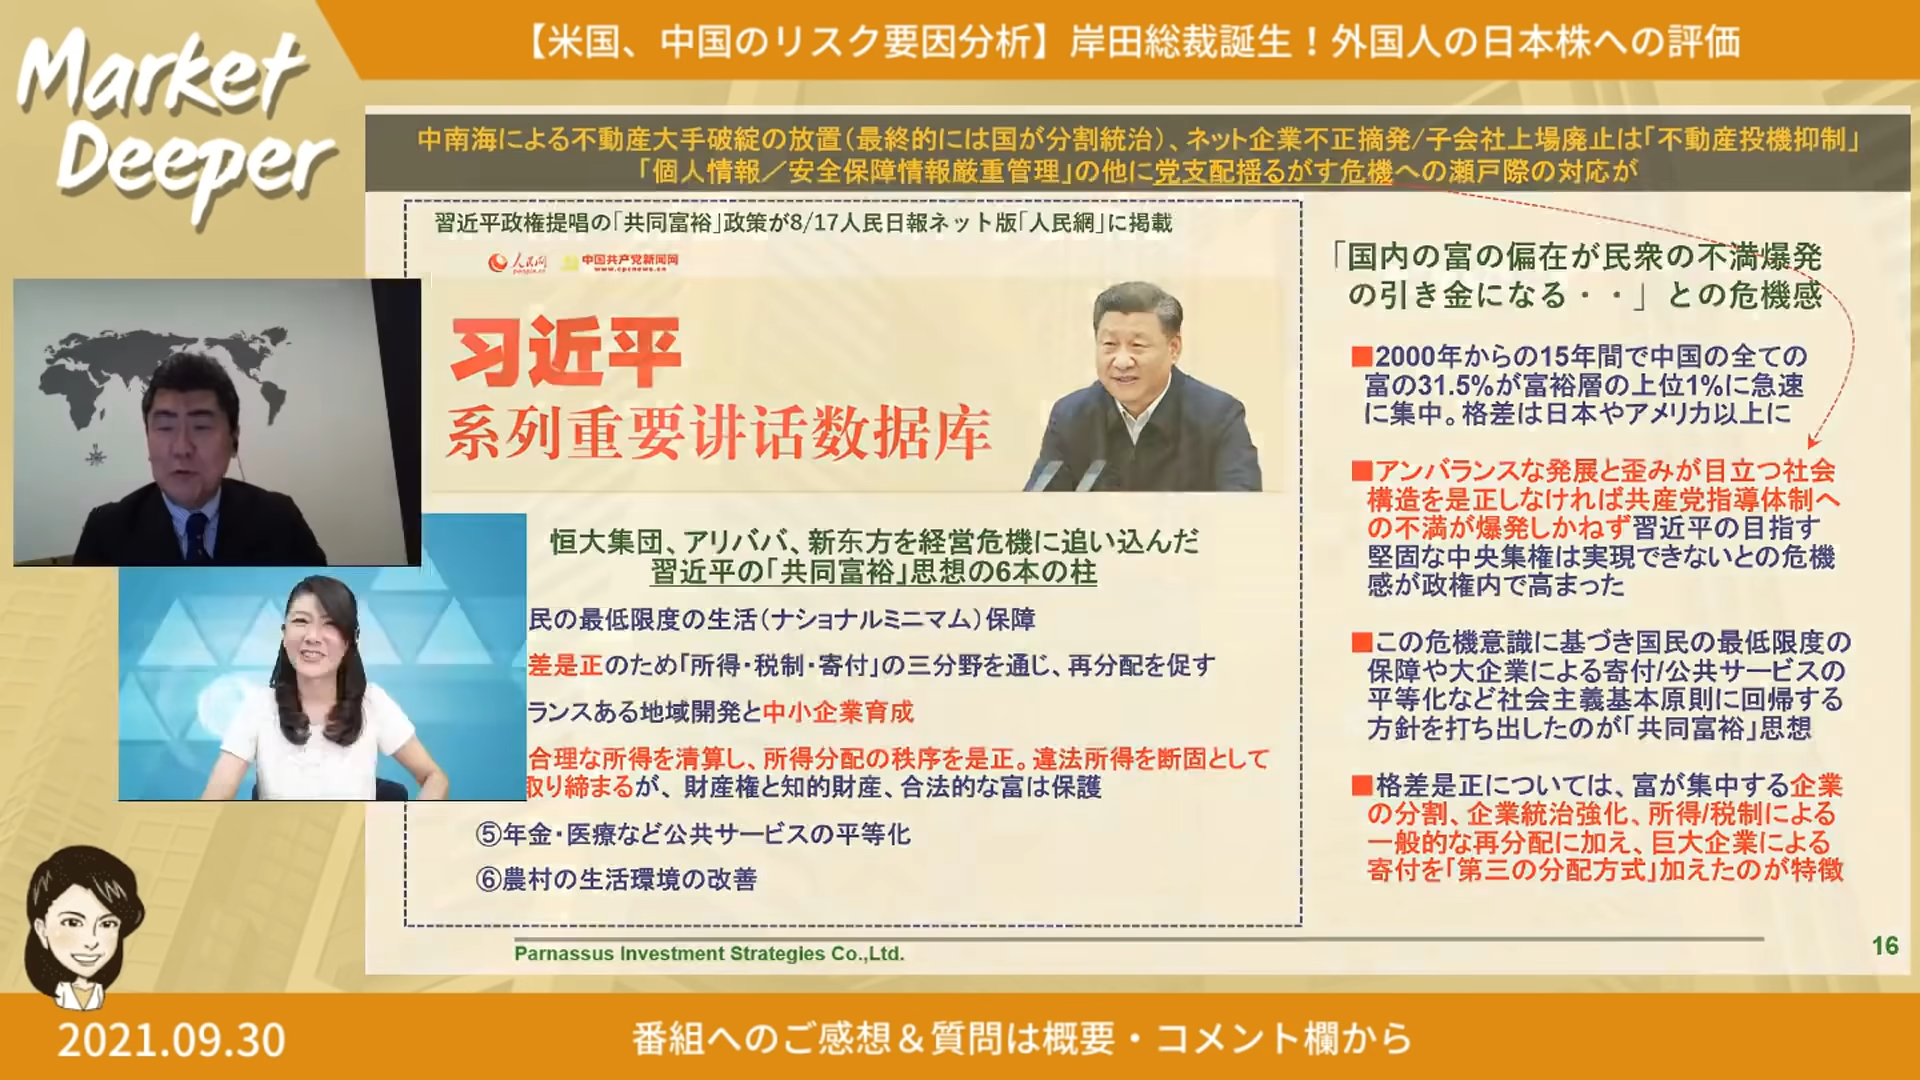 Market
Deeper
【米国、中国のリスク要因分析】岸田総裁誕生！外国人の日本株への評価
中南海による不動産大手破綻の放置（最終的には国が分割統治）、ネット企業不正摘発/子会社上場廃止は「不動産投機抑制」
「個人情報／安全保障情報厳重管理」の他に党支配揺るがす危機への瀬戸際の対応が
習近平政権提唱の「共同富裕」政策が8/17人民日報ネット版「人民網」に掲載
人民网
people.cn
中国共产党新闻网
www.cpcnews.cn
习近平
系列重要讲话数据库
恒大集団、アリババ、新东方を経営危機に追い込んだ
習近平の「共同富裕」思想の6本の柱
民の最低限度の生活（ナショナルミニマム）保障
差是正のため「所得・税制・寄付」の三分野を通じ、再分配を促す
ランスある地域開発と中小企業育成
合理な所得を清算し、所得分配の秩序を是正。違法所得を断固として
取り締まるが、財産権と知的財産、合法的な富は保護
⑤年金・医療など公共サービスの平等化
⑥農村の生活環境の改善
「国内の富の偏在が民衆の不満爆発
の引き金になる・・」との危機感
■2000年からの15年間で中国の全ての
富の31.5%が富裕層の上位1%に急速
に集中。格差は日本やアメリカ以上に
■アンバランスな発展と歪みが目立つ社会
構造を是正しなければ共産党指導体制へ
の不満が爆発しかねず習近平の目指す
堅固な中央集権は実現できないとの危機
感が政権内で高まった
■この危機意識に基づき国民の最低限度の
保障や大企業による寄付/公共サービスの
平等化など社会主義基本原則に回帰する
方針を打ち出したのが「共同富裕」思想
■格差是正については、富が集中する企業
の分割、企業統治強化、所得/税制による
一般的な再分配に加え、巨大企業による
寄付を「第三の分配方式」加えたのが特徴
Parnassus Investment Strategies Co.,Ltd.
16
2021.09.30
番組へのご感想＆質問は概要・コメント欄から